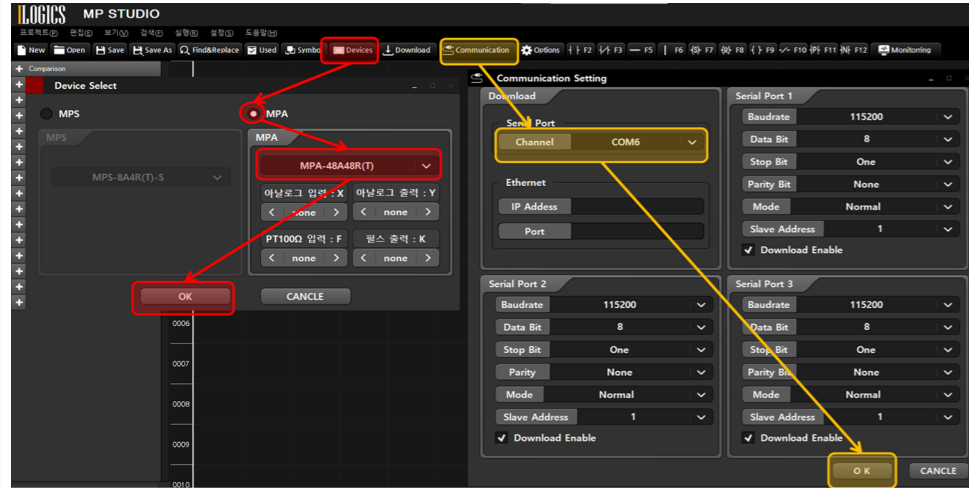 ILOGICS MP STUDIO
프로젝트(P) 편집(E) 보기(V) 검색(F) 실행(R) 설정(S) 도움말(H)
New Open Save Save As Find&Replace Used Symbo Devices Download Communication Options F2 F3 F5 F6 F7 F8 F9 F10 F11 F12 Monitoring
Comparison
Device Select
MPS
MPA
MPS
MPS-8A4R(T)-S
MPA
MPA-48A48R(T)
아날로그 입력 : X 아날로그 출력 : Y
< none > < none >
PT100Ω 입력 : F 펄스 출력 : K
< none > < none >
OK
CANCLE
0006
0007
0008
0009
0010
Communication Setting
Download
Serial Port
Channel COM6
Ethernet
IP Addess
Port
Serial Port 1
Baudrate 115200
Data Bit 8
Stop Bit One
Parity Bit None
Mode Normal
Slave Address 1
Download Enable
Serial Port 2
Baudrate 115200
Data Bit 8
Stop Bit One
Parity None
Mode Normal
Slave Address 1
Download Enable
Serial Port 3
Baudrate 115200
Data Bit 8
Stop Bit One
Parity Bit None
Mode Normal
Slave Address 1
Download Enable
O K
CANCLE